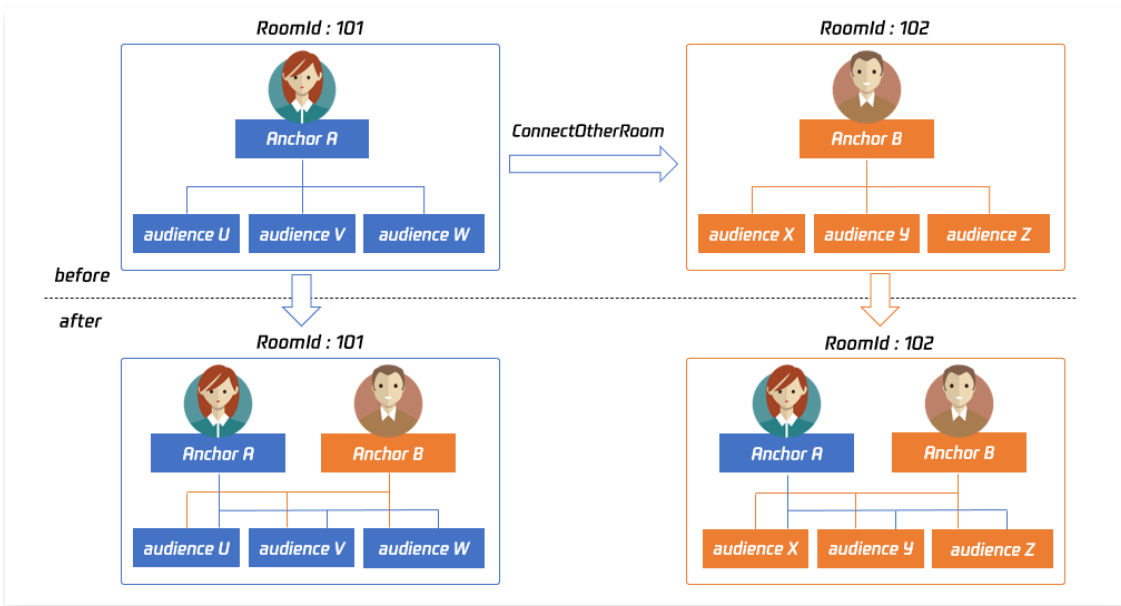 RoomId : 101
RoomId : 102
Anchor A
ConnectOtherRoom
Anchor B
audience U
audience V
audience W
audience X
audience Y
audience Z
before
after
RoomId : 101
RoomId : 102
Anchor A
Anchor B
Anchor A
Anchor B
audience U
audience V
audience W
audience X
audience Y
audience Z